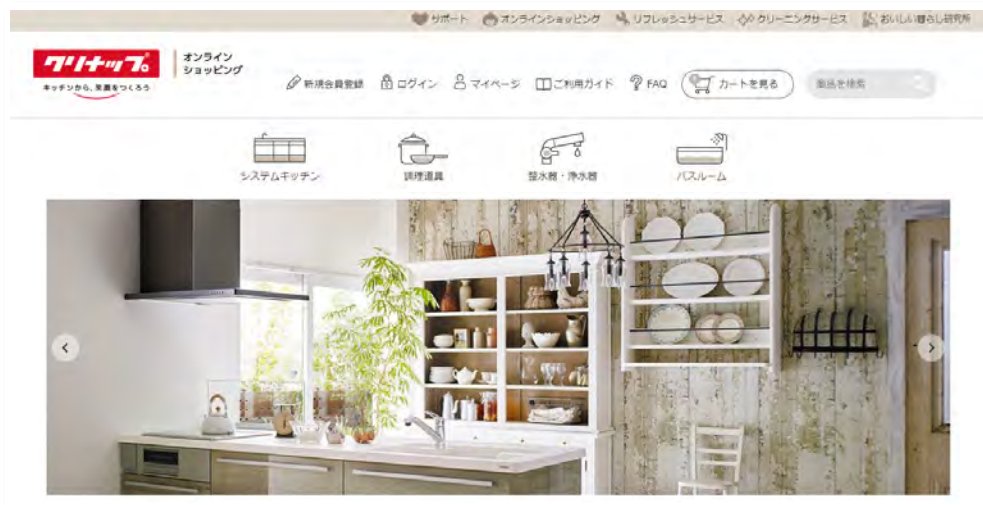 サポート オンラインショッピング リフレッシュサービス クリーニングサービス おいしい暮らし研究所
クリナップ
キッチンから、笑顔をつくろう
オンライン
ショッピング
新規会員登録 ログイン マイページ ご利用ガイド FAQ カートを見る 商品を検索
システムキッチン 調理道具 整水器・浄水器 バスルーム